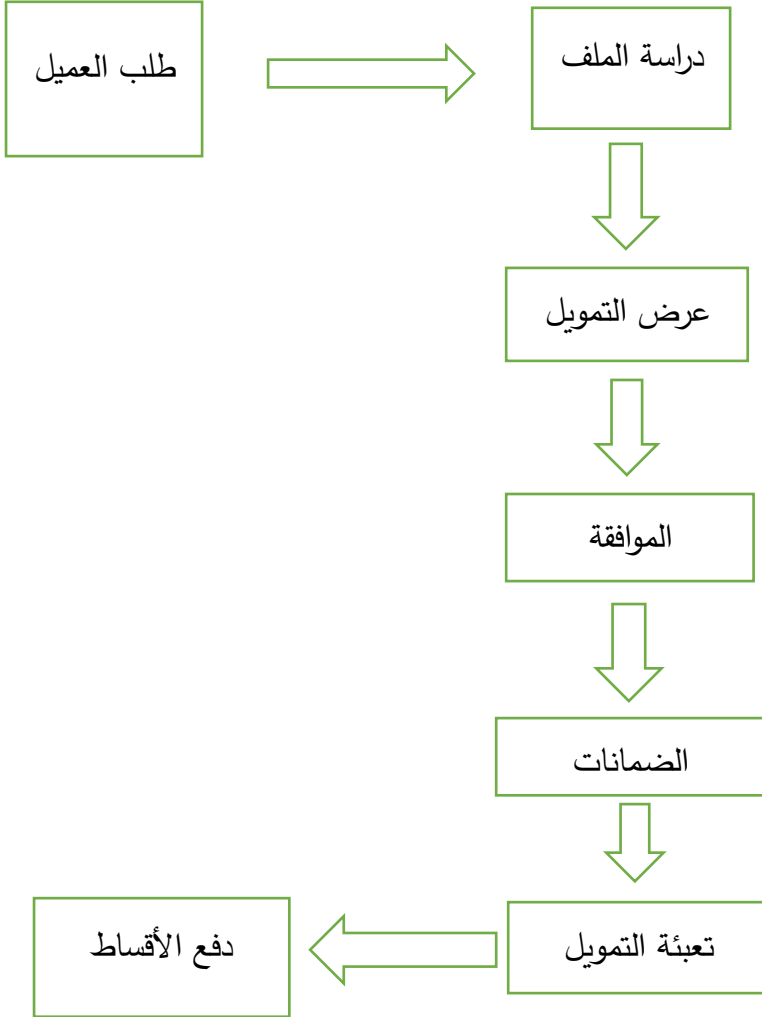 طلب العميل
دراسة الملف
عرض التمويل
الموافقة
الضمانات
تعبئة التمويل
دفع الأقساط